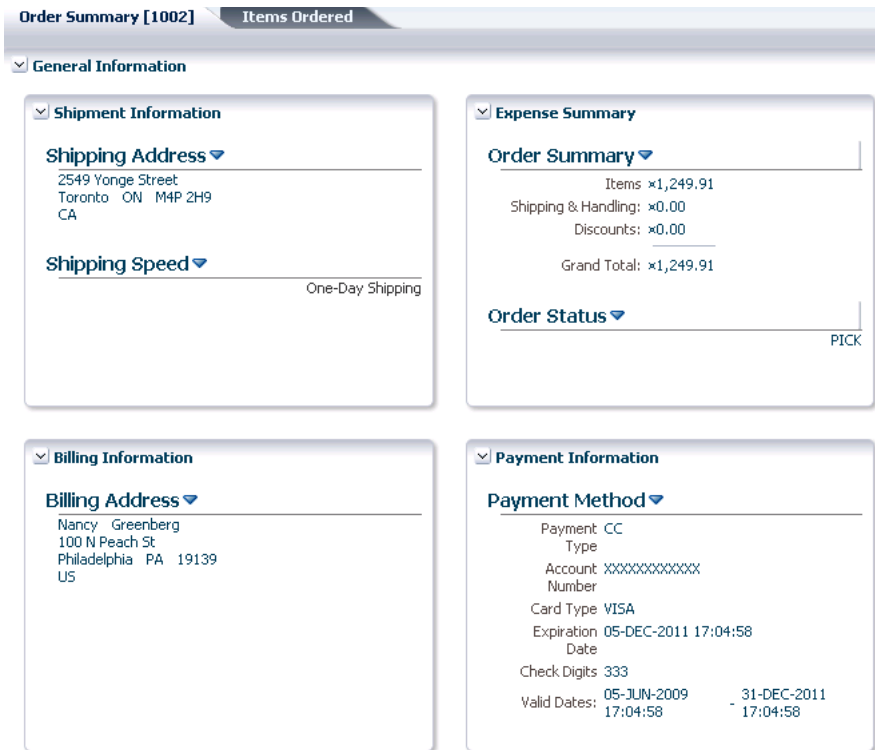 Order Summary [1002]
Items Ordered
General Information
Shipment Information
Shipping Address
2549 Yonge Street
Toronto ON M4P 2H9
CA
Shipping Speed
One-Day Shipping
Expense Summary
Order Summary
Items ¤1,249.91
Shipping & Handling: ¤0.00
Discounts: ¤0.00
Grand Total: ¤1,249.91
Order Status
PICK
Billing Information
Billing Address
Nancy Greenberg
100 N Peach St
Philadelphia PA 19139
US
Payment Information
Payment Method
Payment CC
Type
Account XXXXXXXXXXXX
Number
Card Type VISA
Expiration 05-DEC-2011 17:04:58
Date
Check Digits 333
Valid Dates: 05-JUN-2009 17:04:58 - 31-DEC-2011 17:04:58